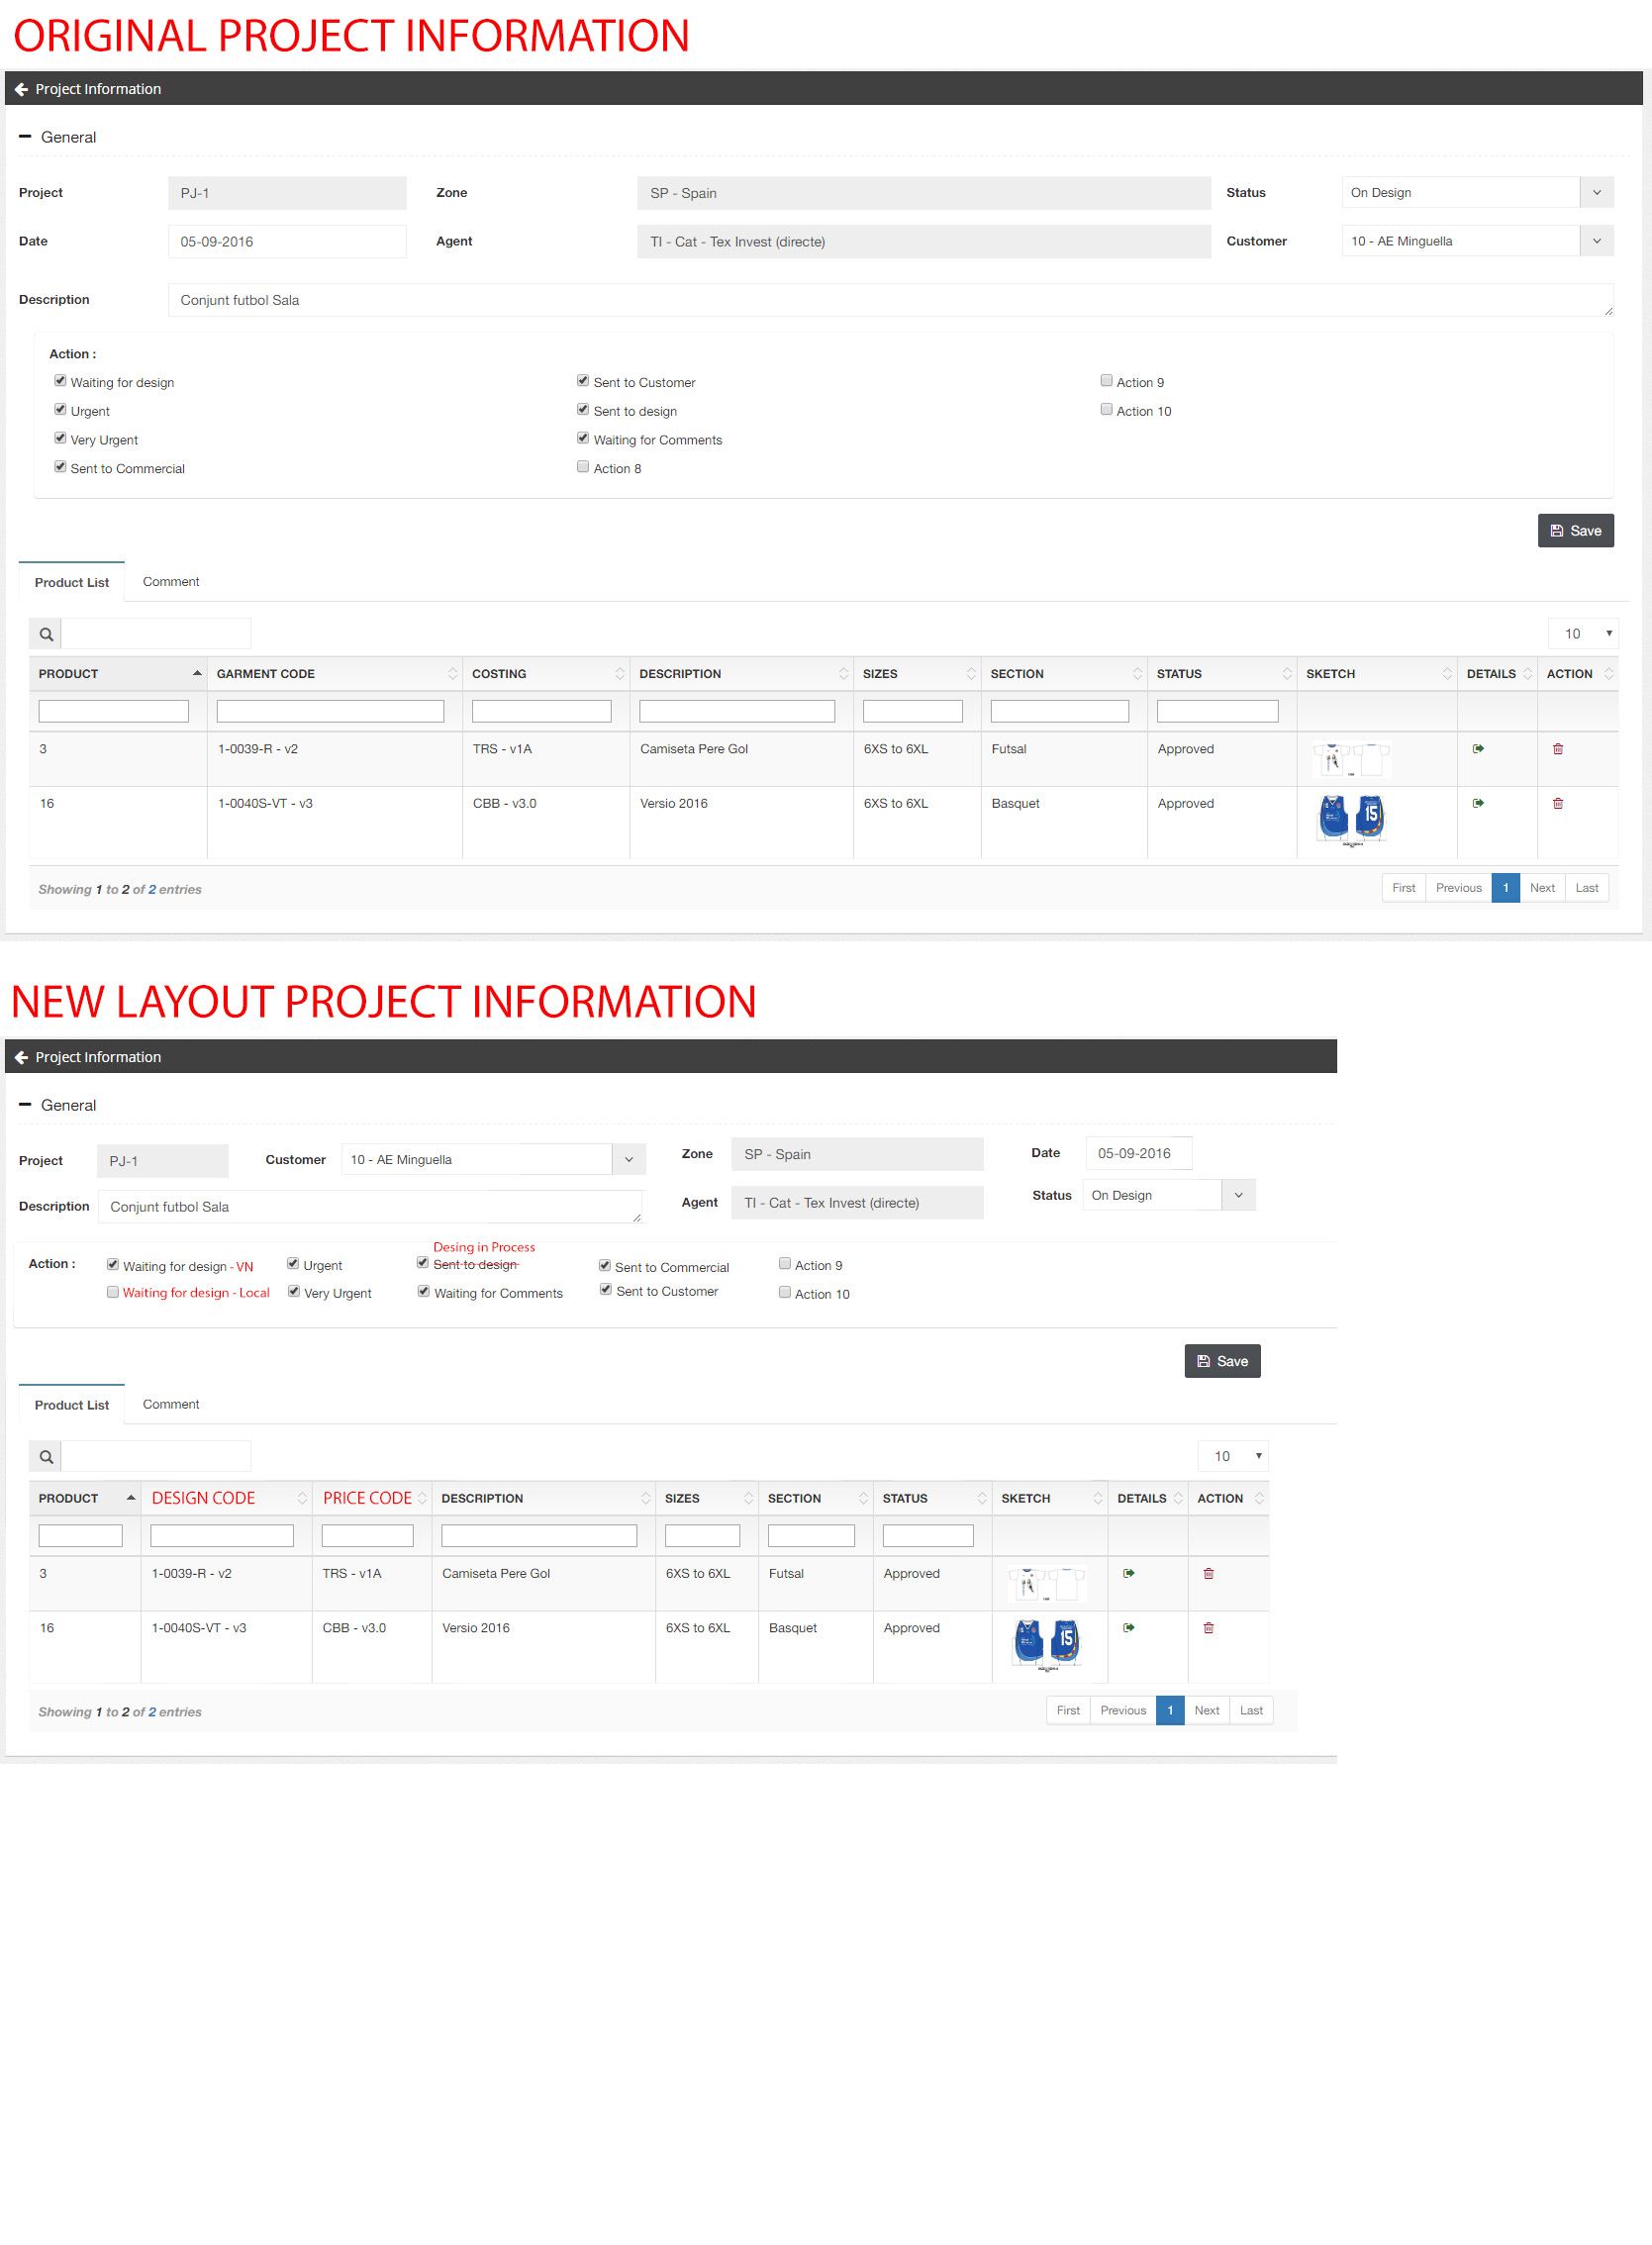 ORIGINAL PROJECT INFORMATION
Project Information
General
Project PJ-1 Zone SP - Spain Status On Design
Date 05-09-2016 Agent TI - Cat - Tex Invest (directe) Customer 10 - AE Minguella
Description Conjunt futbol Sala
Action :
Waiting for design Sent to Customer Action 9
Urgent Sent to design Action 10
Very Urgent Waiting for Comments
Sent to Commercial Action 8
Save
Product List Comment
10
PRODUCT GARMENT CODE COSTING DESCRIPTION SIZES SECTION STATUS SKETCH DETAILS ACTION
3 1-0039-R - v2 TRS - v1A Camiseta Pere Gol 6XS to 6XL Futsal Approved
16 1-0040S-VT - v3 CBB - v3.0 Versio 2016 6XS to 6XL Basquet Approved
15
Showing 1 to 2 of 2 entries First Previous 1 Next Last
NEW LAYOUT PROJECT INFORMATION
Project Information
General
Project PJ-1 Customer 10 - AE Minguella Zone SP - Spain Date 05-09-2016
Description Conjunt futbol Sala Agent TI - Cat - Tex Invest (directe) Status On Design
Desing in Process
Action : Waiting for design - VN Urgent Sent to design Sent to Commercial Action 9
Waiting for design - Local Very Urgent Waiting for Comments Sent to Customer Action 10
Save
Product List Comment
10
PRODUCT DESIGN CODE PRICE CODE DESCRIPTION SIZES SECTION STATUS SKETCH DETAILS ACTION
3 1-0039-R - v2 TRS - v1A Camiseta Pere Gol 6XS to 6XL Futsal Approved
16 1-0040S-VT - v3 CBB - v3.0 Versio 2016 6XS to 6XL Basquet Approved
15
Showing 1 to 2 of 2 entries First Previous 1 Next Last